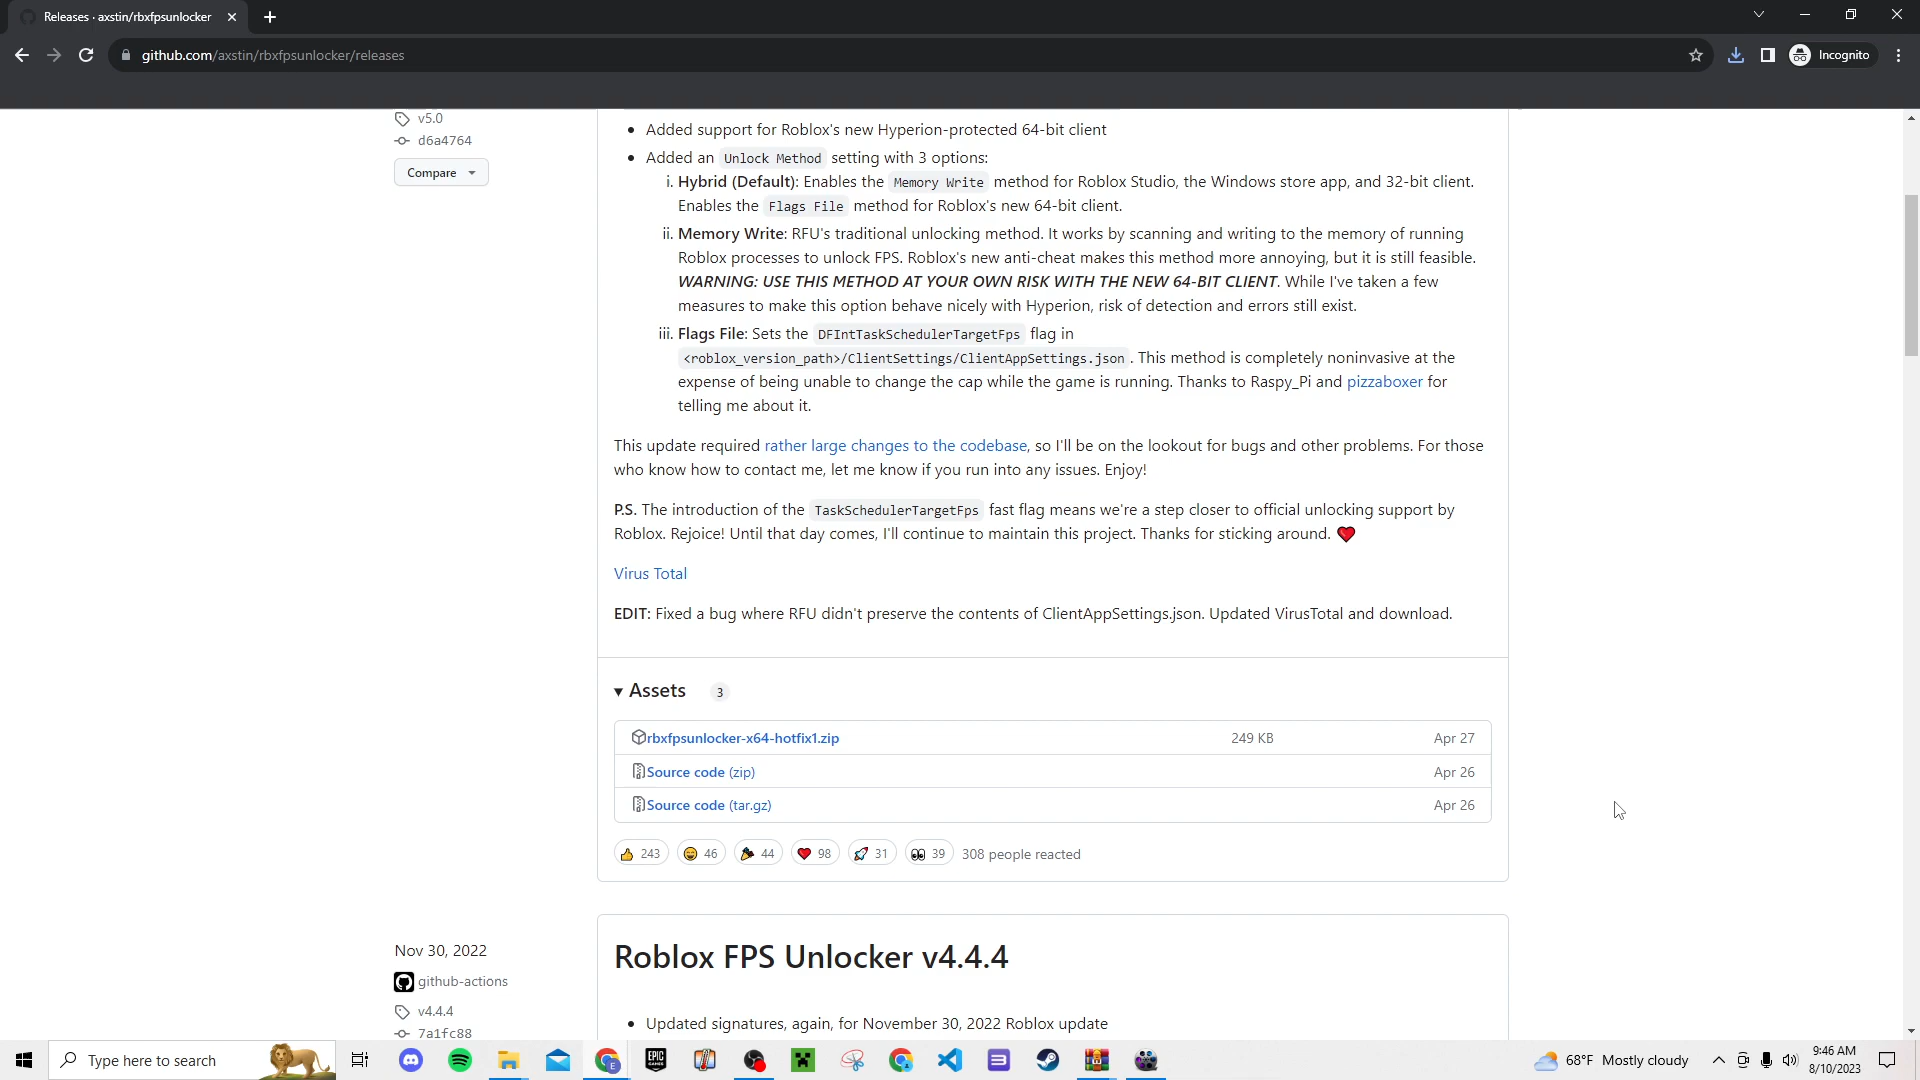 Releases · axstin/rbxfpsunlocker
github.com/axstin/rbxfpsunlocker/releases
Incognito
v5.0
d6a4764
Compare
• Added support for Roblox's new Hyperion-protected 64-bit client
• Added an Unlock Method setting with 3 options:
i. Hybrid (Default): Enables the Memory Write method for Roblox Studio, the Windows store app, and 32-bit client.
Enables the Flags File method for Roblox's new 64-bit client.
ii. Memory Write: RFU's traditional unlocking method. It works by scanning and writing to the memory of running
Roblox processes to unlock FPS. Roblox's new anti-cheat makes this method more annoying, but it is still feasible.
WARNING: USE THIS METHOD AT YOUR OWN RISK WITH THE NEW 64-BIT CLIENT. While I've taken a few
measures to make this option behave nicely with Hyperion, risk of detection and errors still exist.
iii. Flags File: Sets the DFIntTaskSchedulerTargetFps flag in
<roblox_version_path>/ClientSettings/ClientAppSettings.json. This method is completely noninvasive at the
expense of being unable to change the cap while the game is running. Thanks to Raspy_Pi and pizzaboxer for
telling me about it.
This update required rather large changes to the codebase, so I'll be on the lookout for bugs and other problems. For those
who know how to contact me, let me know if you run into any issues. Enjoy!
P.S. The introduction of the TaskSchedulerTargetFps fast flag means we're a step closer to official unlocking support by
Roblox. Rejoice! Until that day comes, I'll continue to maintain this project. Thanks for sticking around. ❤️
Virus Total
EDIT: Fixed a bug where RFU didn't preserve the contents of ClientAppSettings.json. Updated VirusTotal and download.
Assets 3
rbxfpsunlocker-x64-hotfix1.zip 249 KB Apr 27
Source code (zip) Apr 26
Source code (tar.gz) Apr 26
243 46 44 98 31 39 308 people reacted
Nov 30, 2022
github-actions
v4.4.4
7a1fc88
Roblox FPS Unlocker v4.4.4
• Updated signatures, again, for November 30, 2022 Roblox update
Type here to search
E
EPIC
GAMES
68°F Mostly cloudy
9:46 AM
8/10/2023